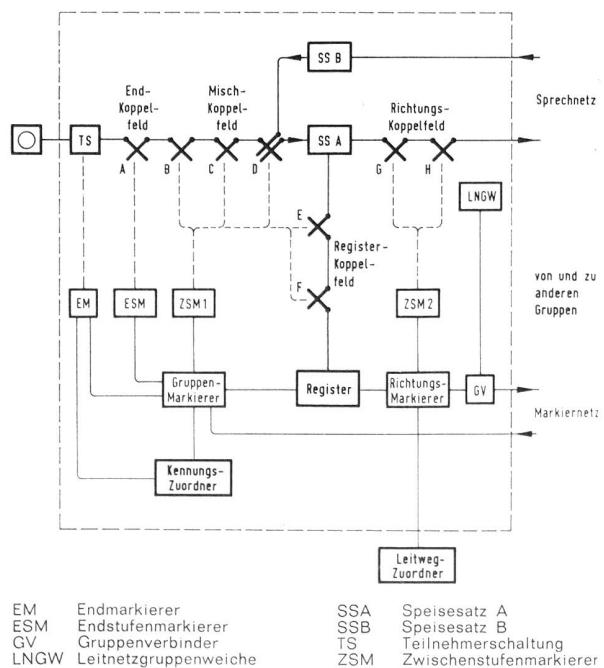 SS B
End-
Koppel-
feld
Misch-
Koppelfeld
Richtungs-
Koppelfeld
Sprechnetz
TS
A
B
C
D
SS A
G
H
LNGW
E
Register-
Koppel-
feld
F
von und zu
anderen
Gruppen
EM
ESM
ZSM 1
ZSM 2
Gruppen-
Markierer
Register
Richtungs-
Markierer
GV
Markiernetz
Kennungs-
Zuordner
Leitweg-
Zuordner
EM Endmarkierer
ESM Endstufenmarkierer
GV Gruppenverbinder
LNGW Leitnetzgruppenweiche
SSA Speisesatz A
SSB Speisesatz B
TS Teilnehmerschaltung
ZSM Zwischenstufenmarkierer